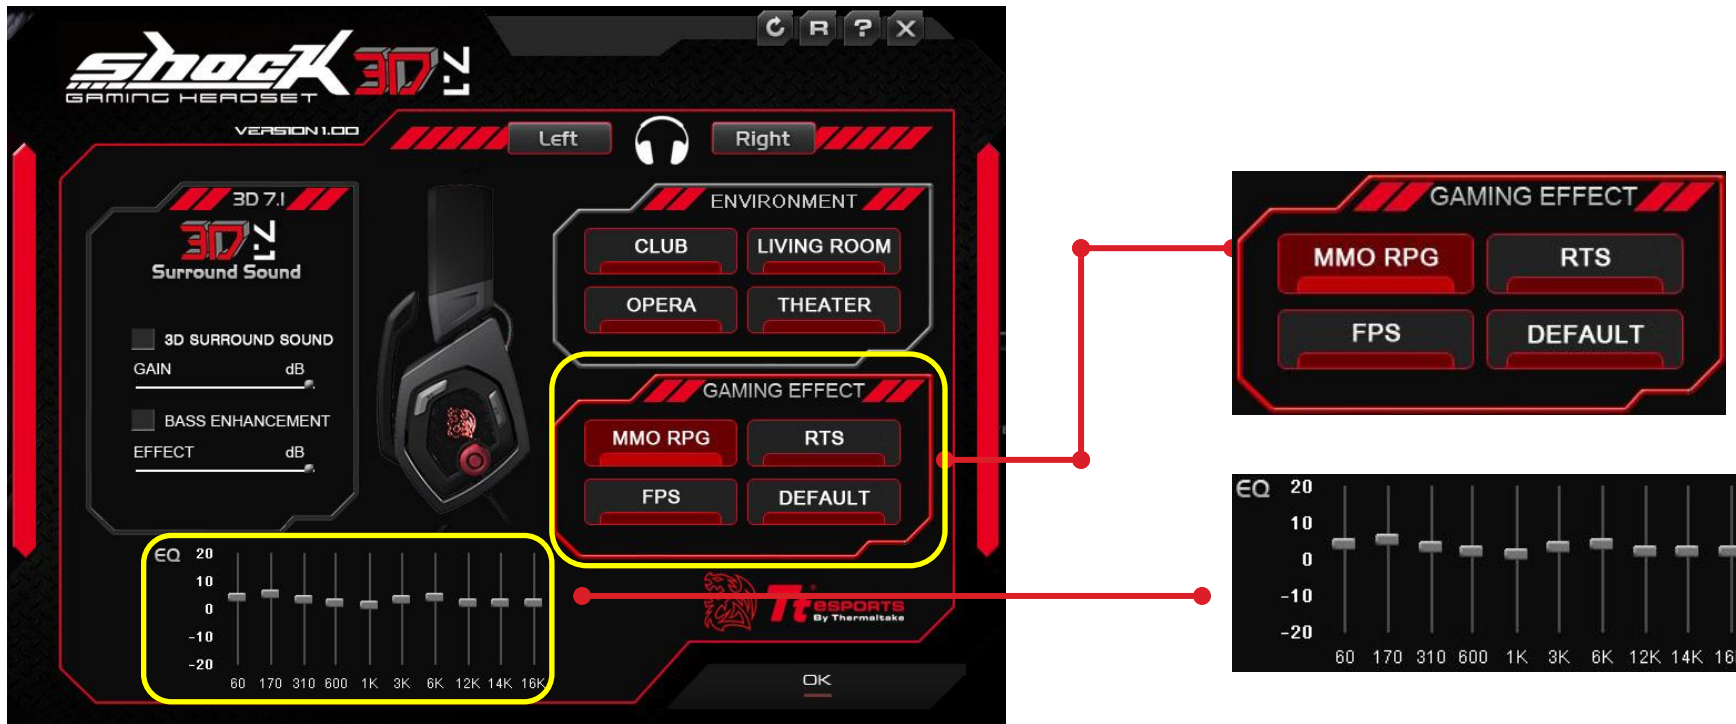 Shock 3D 7.1
GAMING HEADSET
VERSION 1.00
R ? X
Left
Right
3D 7.1
3D 7.1
Surround Sound
3D SURROUND SOUND
GAIN dB
BASS ENHANCEMENT
EFFECT dB
ENVIRONMENT
CLUB LIVING ROOM
OPERA THEATER
GAMING EFFECT
MMO RPG RTS
FPS DEFAULT
EQ 20
10
0
-10
-20
60 170 310 600 1K 3K 6K 12K 14K 16K
Tt eSPORTS
By Thermaltake
OK
GAMING EFFECT
MMO RPG RTS
FPS DEFAULT
EQ 20
10
0
-10
-20
60 170 310 600 1K 3K 6K 12K 14K 16